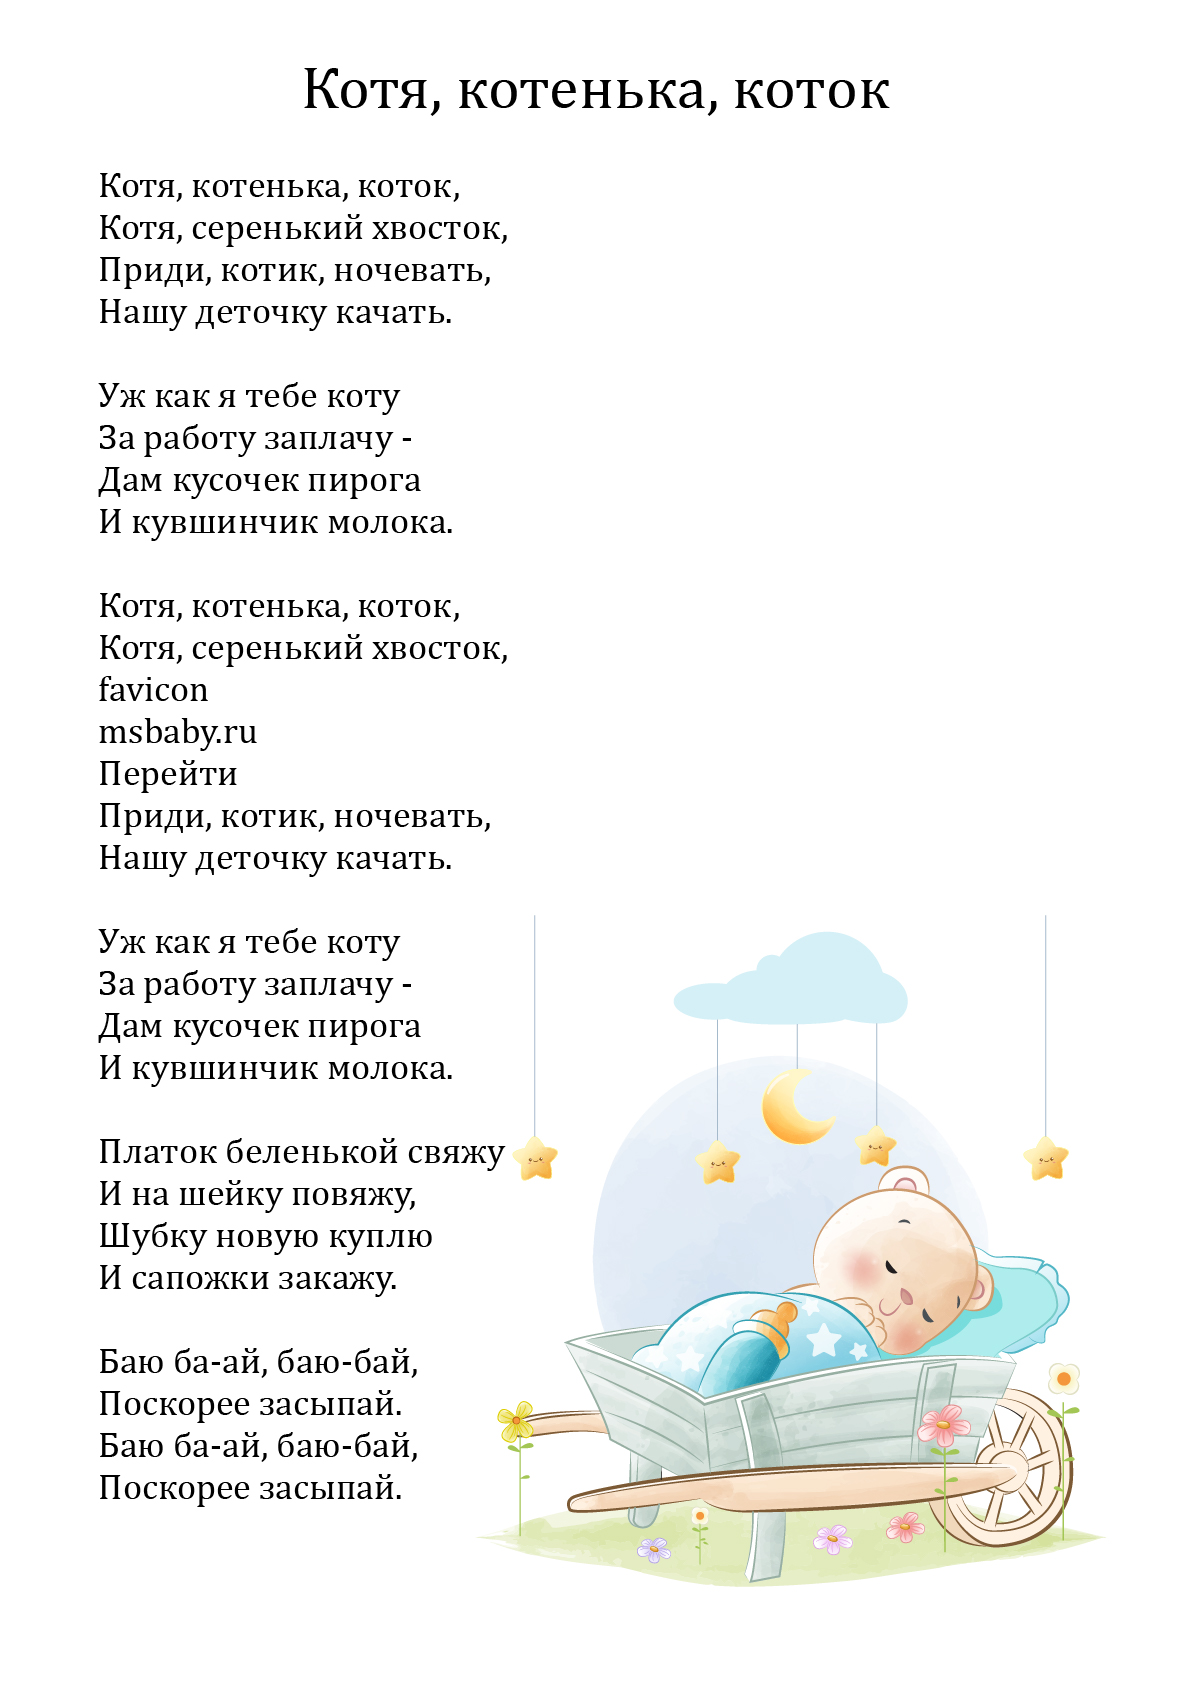 Котя, котенька, коток
Котя, котенька, коток,
Котя, серенький хвосток,
Приди, котик, ночевать,
Нашу деточку качать.
Уж как я тебе коту
За работу заплачу -
Дам кусочек пирога
И кувшинчик молока.
Котя, котенька, коток,
Котя, серенький хвосток,
favicon
msbaby.ru
Перейти
Приди, котик, ночевать,
Нашу деточку качать.
Уж как я тебе коту
За работу заплачу -
Дам кусочек пирога
И кувшинчик молока.
Платок беленькой свяжу
И на шейку повяжу,
Шубку новую куплю
И сапожки закажу.
Баю ба-ай, баю-бай,
Поскорее засыпай.
Баю ба-ай, баю-бай,
Поскорее засыпай.